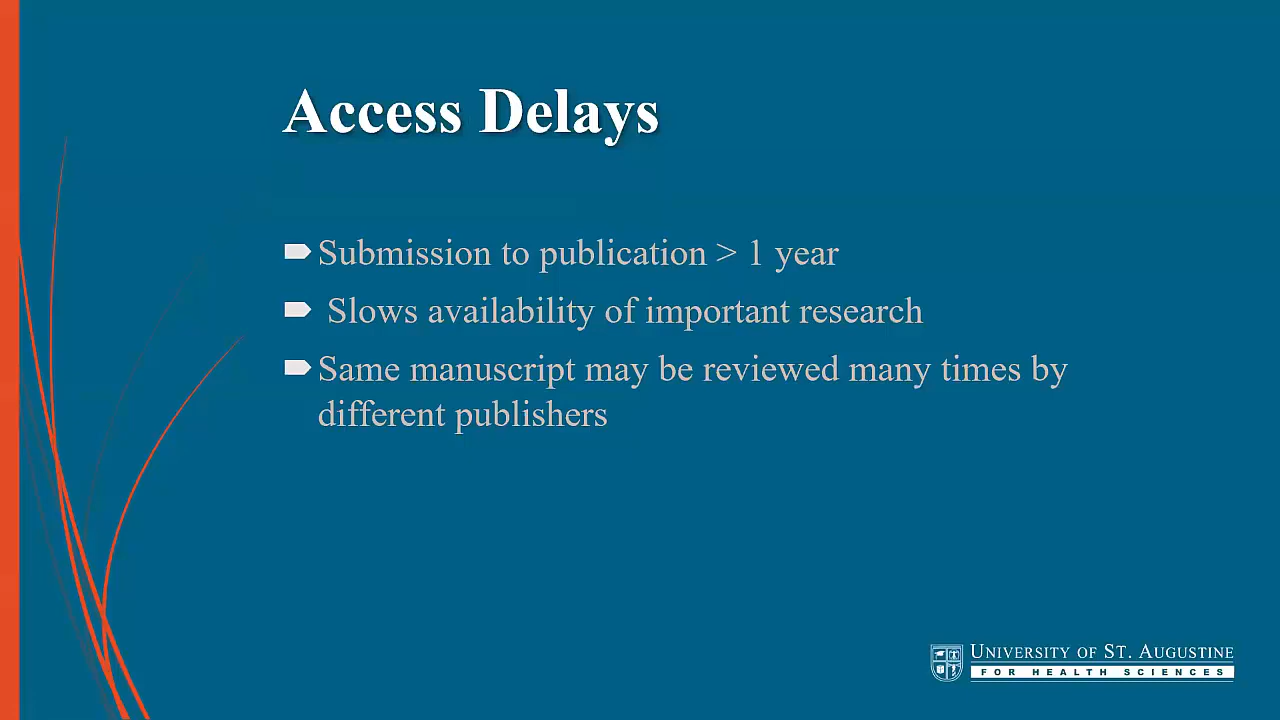 Access Delays
Submission to publication > 1 year
Slows availability of important research
Same manuscript may be reviewed many times by
different publishers
UNIVERSITY OF ST. AUGUSTINE
FOR HEALTH SCIENCES